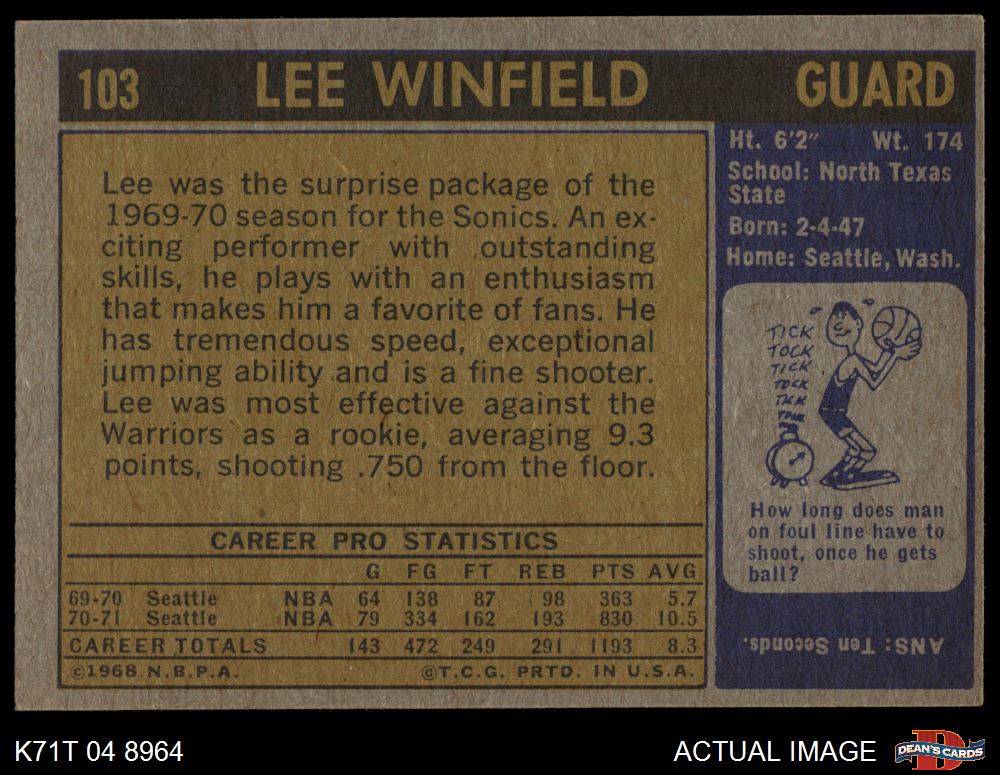 103 LEE WINFIELD GUARD
Lee was the surprise package of the
1969-70 season for the Sonics. An ex-
citing performer with outstanding
skills, he plays with an enthusiasm
that makes him a favorite of fans. He
has tremendous speed, exceptional
jumping ability and is a fine shooter.
Lee was most effective against the
Warriors as a rookie, averaging 9.3
points, shooting .750 from the floor.
CAREER PRO STATISTICS
G FG FT REB PTS AVG
69-70 Seattle NBA 64 138 87 98 363 5.7
70-71 Seattle NBA 79 334 162 193 830 10.5
CAREER TOTALS 143 472 249 291 1193 8.3
©1968 N.B.P.A. ©T.C.G. PRTD. IN U.S.A.
Ht. 6'2" Wt. 174
School: North Texas
State
Born: 2-4-47
Home: Seattle, Wash.
TICK
TOCK
TICK
TOCK
TICK
TOCK
How long does man
on foul line have to
shoot, once he gets
ball?
ANS: Ten Seconds.
K71T 04 8964
ACTUAL IMAGE
D
DEAN'S CARDS